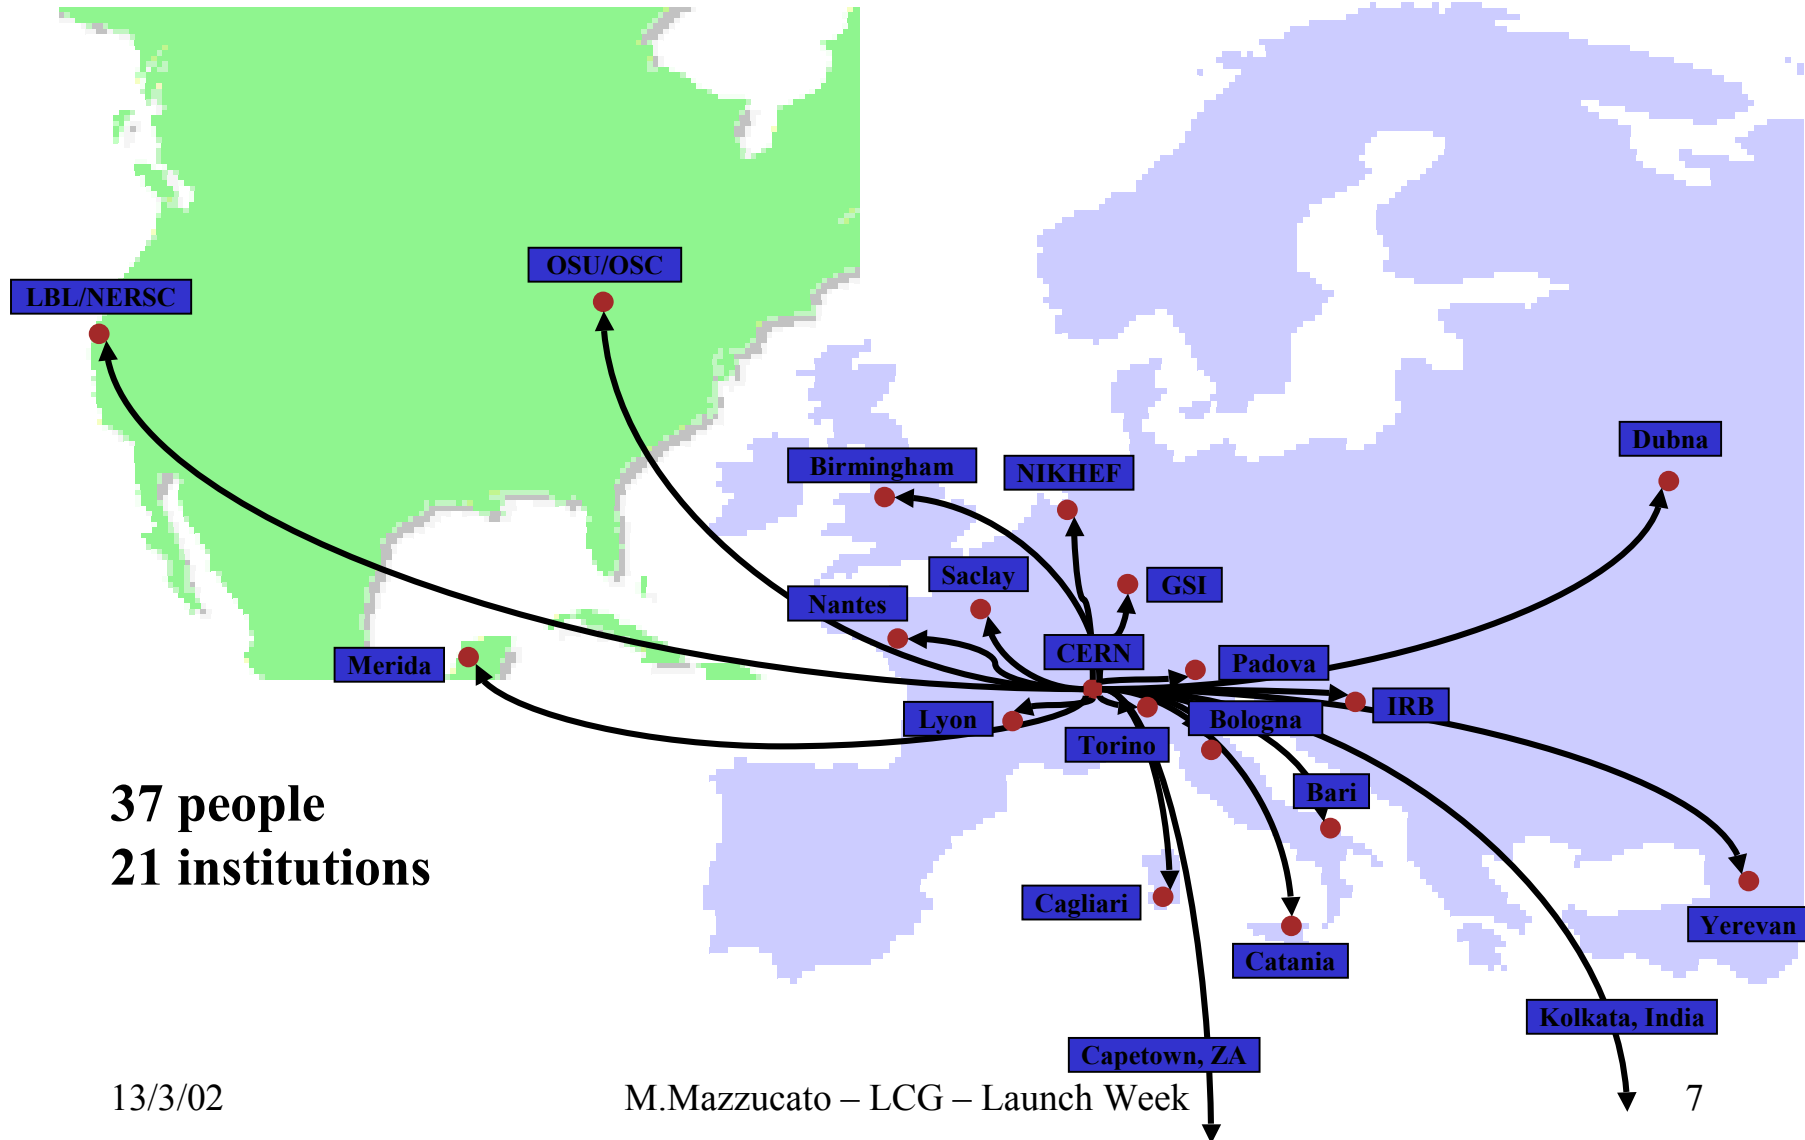 OSU/OSC
LBL/NERSC
Dubna
Birmingham
NIKHEF
Saclay
GSI
Nantes
CERN
Padova
Merida
IRB
Lyon
Bologna
Torino
Bari
37 people
21 institutions
Cagliari
Yerevan
Catania
Kolkata, India
Capetown, ZA
13/3/02
M.Mazzucato – LCG – Launch Week
7